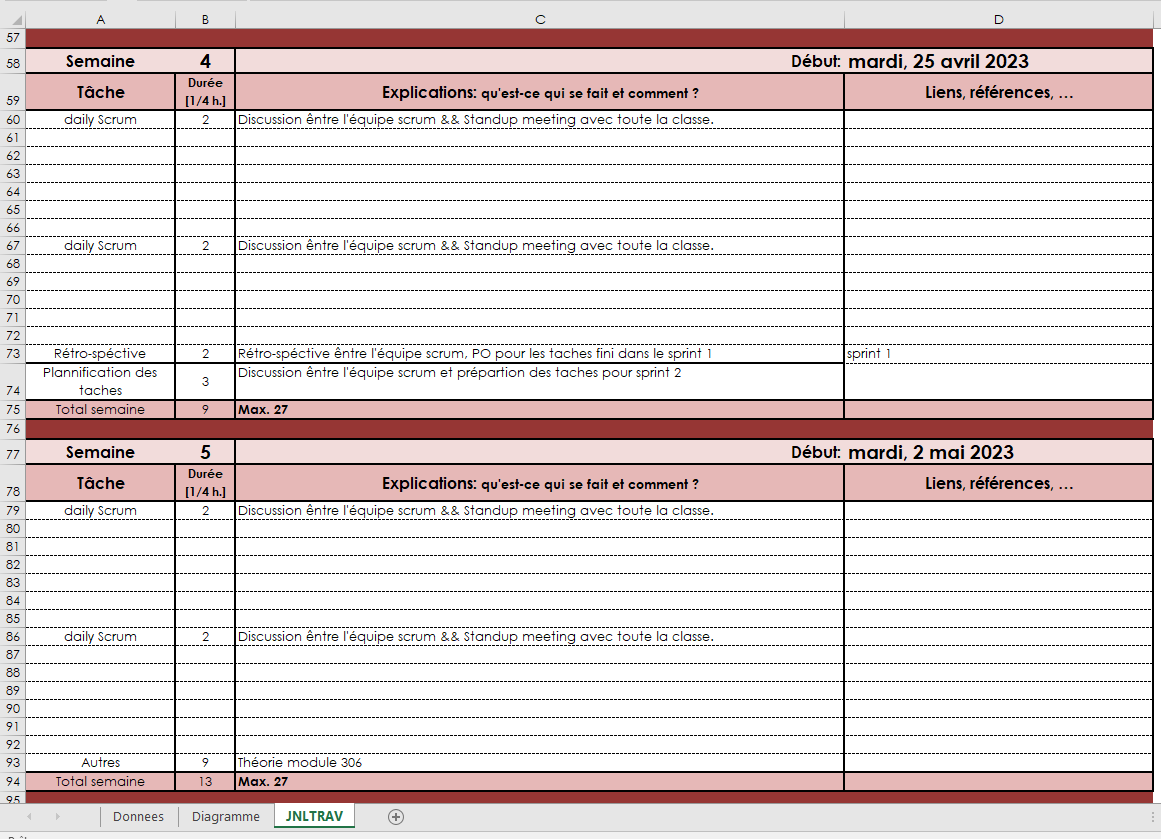 A B C D
57
58 Semaine 4 Début: mardi, 25 avril 2023
59 Tâche Durée [1/4 h.] Explications: qu'est-ce qui se fait et comment ? Liens, références, …
60 daily Scrum 2 Discussion êntre l'équipe scrum && Standup meeting avec toute la classe.
61
62
63
64
65
66
67 daily Scrum 2 Discussion êntre l'équipe scrum && Standup meeting avec toute la classe.
68
69
70
71
72
73 Rétro-spéctive 2 Rétro-spéctive êntre l'équipe scrum, PO pour les taches fini dans le sprint 1 sprint 1
74 Plannification des taches 3 Discussion êntre l'équipe scrum et prépartion des taches pour sprint 2
75 Total semaine 9 Max. 27
76
77 Semaine 5 Début: mardi, 2 mai 2023
78 Tâche Durée [1/4 h.] Explications: qu'est-ce qui se fait et comment ? Liens, références, …
79 daily Scrum 2 Discussion êntre l'équipe scrum && Standup meeting avec toute la classe.
80
81
82
83
84
85
86 daily Scrum 2 Discussion êntre l'équipe scrum && Standup meeting avec toute la classe.
87
88
89
90
91
92
93 Autres 9 Théorie module 306
94 Total semaine 13 Max. 27
95
Donnees Diagramme JNLTRAV